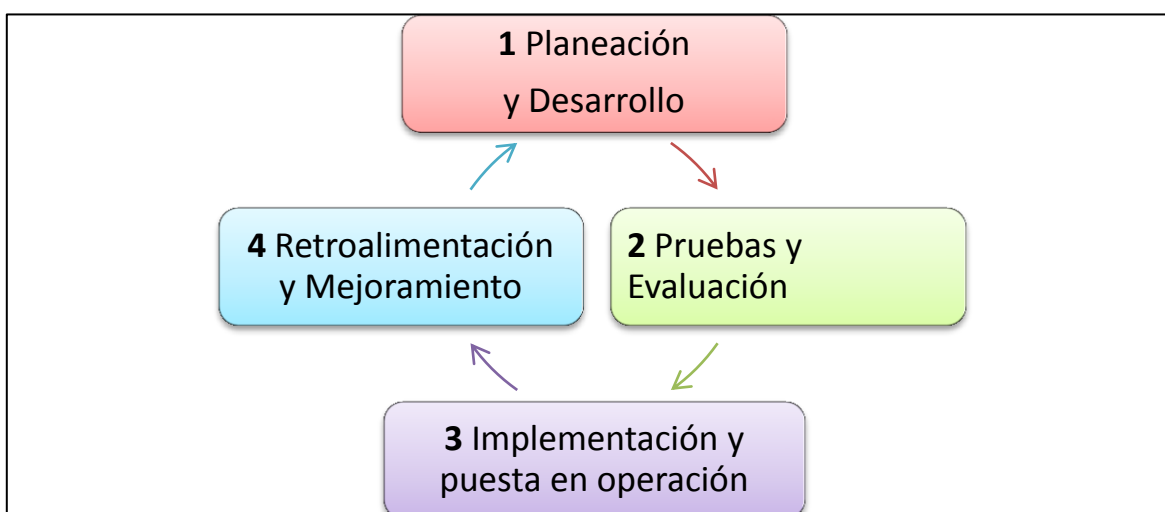 1 Planeación
y Desarrollo
2 Pruebas y
Evaluación
3 Implementación y
puesta en operación
4 Retroalimentación
y Mejoramiento